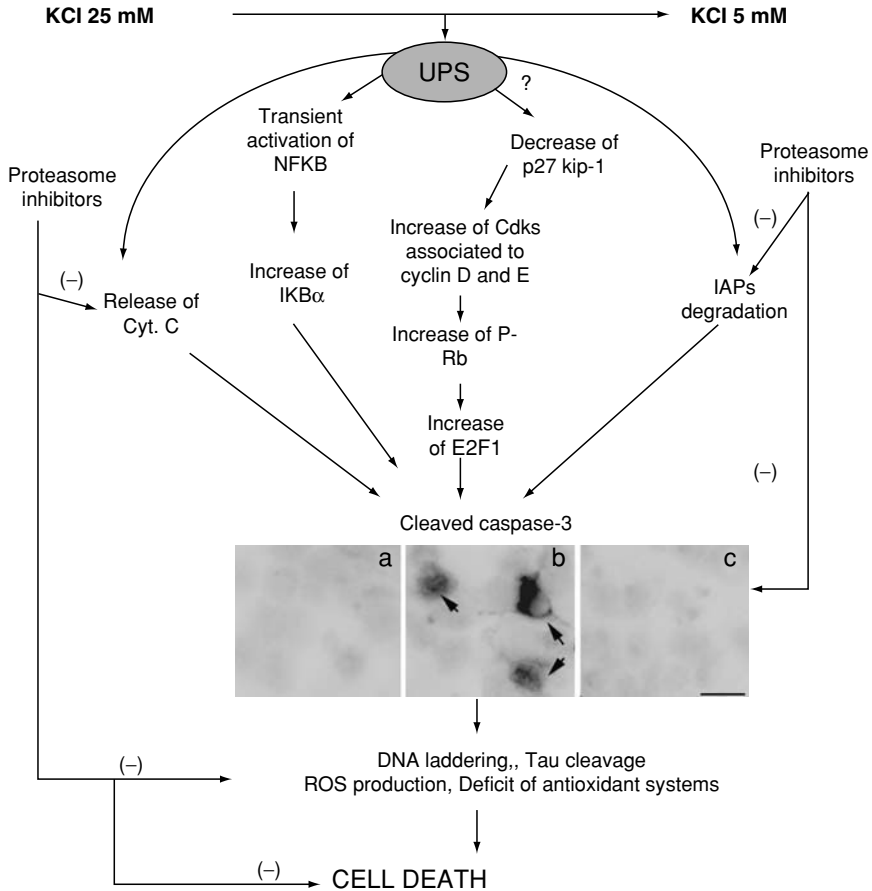 KCl 25 mM
KCl 5 mM
UPS
?
Transient
activation of
NFKB
Decrease of
p27 kip-1
Proteasome
inhibitors
Proteasome
inhibitors
(–)
Increase of Cdks
associated to
cyclin D and E
(–)
Increase of
IKBα
IAPs
degradation
Release of
Cyt. C
Increase of P-
Rb
Increase
of E2F1
(–)
Cleaved caspase-3
a
b
c
(–)
DNA laddering,, Tau cleavage
ROS production, Deficit of antioxidant systems
(–)
CELL DEATH